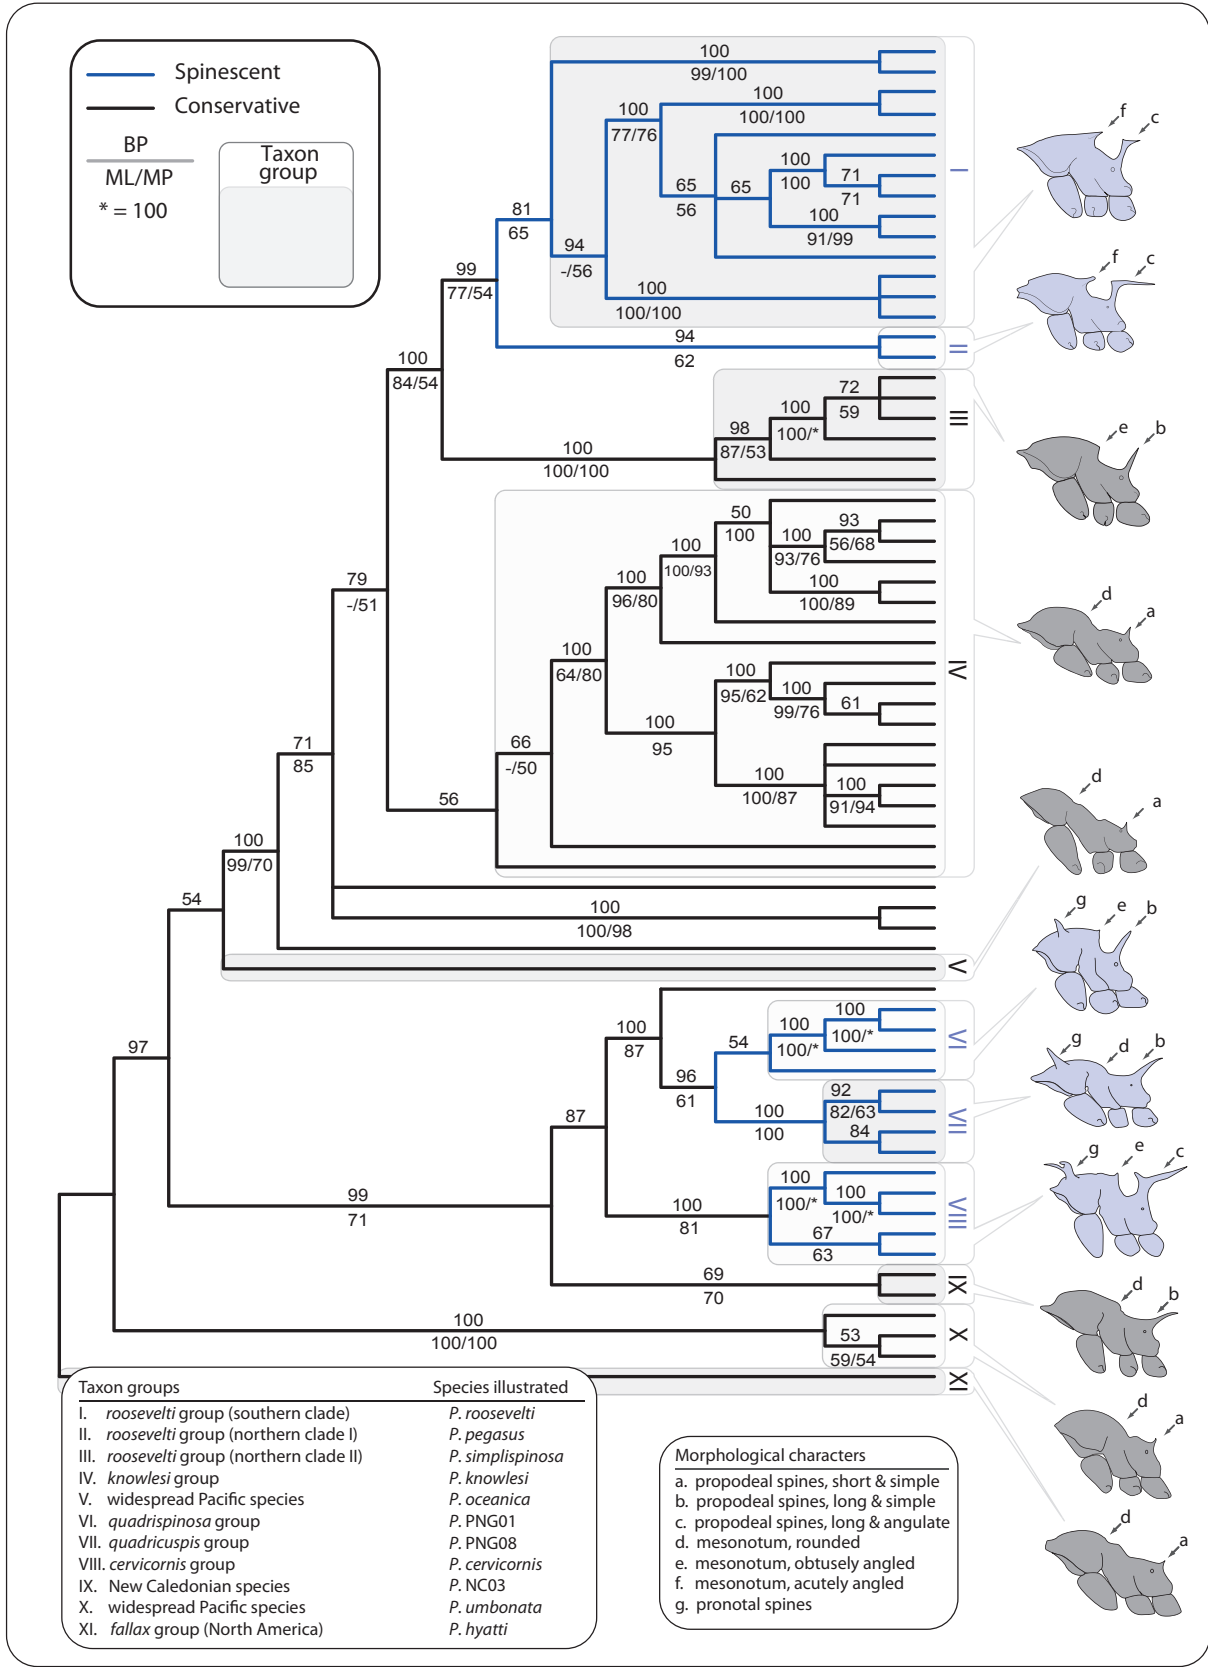 Spinescent
Conservative
BP
ML/MP
* = 100
Taxon
group
100
99/100
100
100/100
100
77/76
100
100
71
71
65
56
65
100
91/99
81
65
94
-/56
100
100/100
99
77/54
94
62
100
84/54
72
59
100
100/*
98
87/53
100
100/100
50
100
93
56/68
100
93/76
100
100/93
100
96/80
100
100/89
79
-/51
100
64/80
100
95/62
100
99/76
61
100
95
66
-/50
100
100/87
100
91/94
71
85
56
100
99/70
54
100
100/98
97
100
87
100
100/*
100
100/*
54
96
61
92
82/63
84
100
100
87
100
100/*
100
100/*
99
71
100
81
67
63
69
70
100
100/100
53
59/54
I
II
III
IV
V
VI
VII
VIII
IX
X
XI
f
c
f
c
e
b
d
a
d
a
g
e
b
g
d
b
g
e
c
d
b
d
a
d
a
Taxon groups Species illustrated
I. roosevelti group (southern clade) P. roosevelti
II. roosevelti group (northern clade I) P. pegasus
III. roosevelti group (northern clade II) P. simplispinosa
IV. knowlesi group P. knowlesi
V. widespread Pacific species P. oceanica
VI. quadrispinosa group P. PNG01
VII. quadricuspis group P. PNG08
VIII. cervicornis group P. cervicornis
IX. New Caledonian species P. NC03
X. widespread Pacific species P. umbonata
XI. fallax group (North America) P. hyatti
Morphological characters
a. propodeal spines, short & simple
b. propodeal spines, long & simple
c. propodeal spines, long & angulate
d. mesonotum, rounded
e. mesonotum, obtusely angled
f. mesonotum, acutely angled
g. pronotal spines